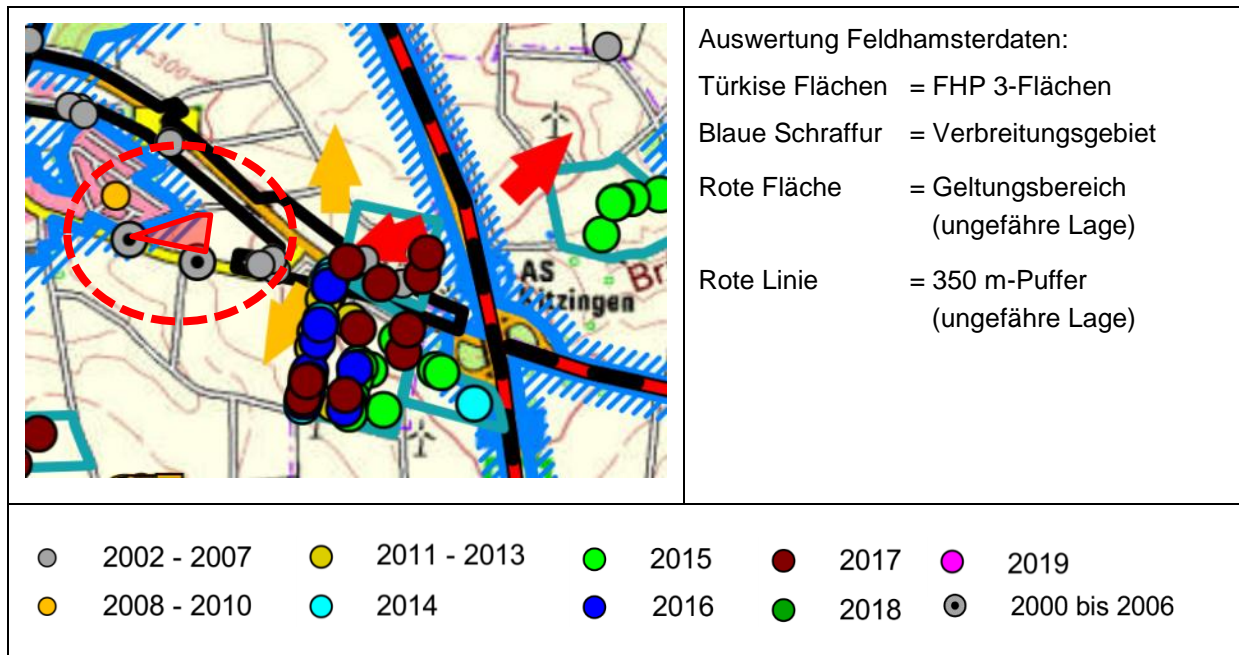 300
AS
itzingen
Br
Auswertung Feldhamsterdaten:
Türkise Flächen = FHP 3-Flächen
Blaue Schraffur = Verbreitungsgebiet
Rote Fläche = Geltungsbereich
(ungefähre Lage)
Rote Linie = 350 m-Puffer
(ungefähre Lage)
2002 - 2007
2011 - 2013
2015
2017
2019
2008 - 2010
2014
2016
2018
2000 bis 2006